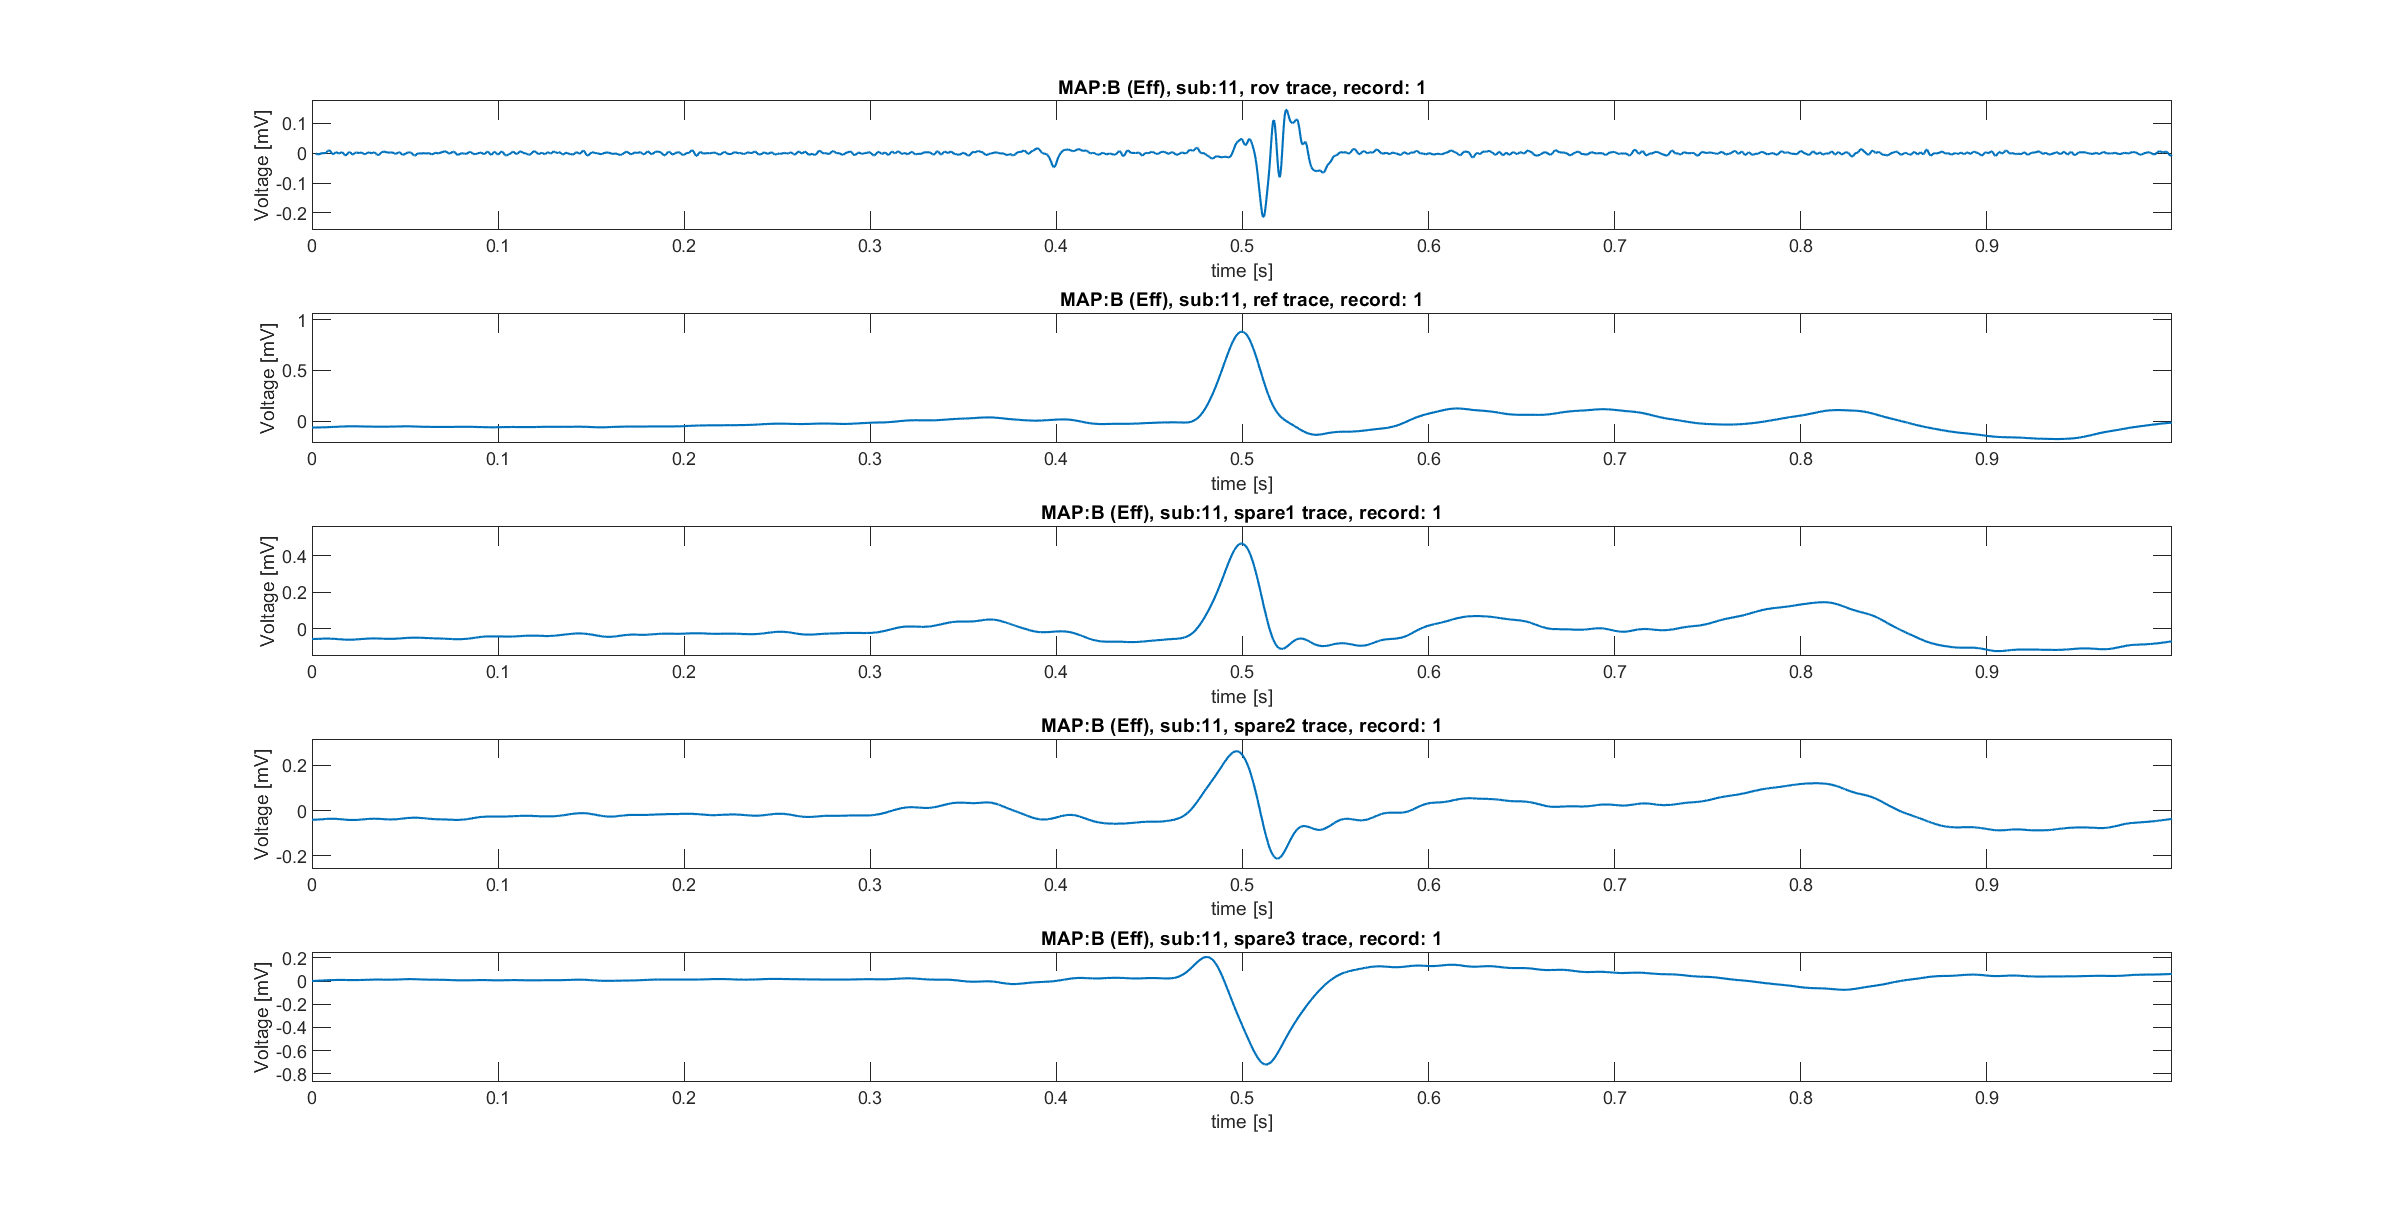 MAP:B (Eff), sub:11, rov trace, record: 1
Voltage [mV]
0.1
0
-0.1
-0.2
0 0.1 0.2 0.3 0.4 0.5 0.6 0.7 0.8 0.9
time [s]
MAP:B (Eff), sub:11, ref trace, record: 1
Voltage [mV]
1
0.5
0
0 0.1 0.2 0.3 0.4 0.5 0.6 0.7 0.8 0.9
time [s]
MAP:B (Eff), sub:11, spare1 trace, record: 1
Voltage [mV]
0.4
0.2
0
0 0.1 0.2 0.3 0.4 0.5 0.6 0.7 0.8 0.9
time [s]
MAP:B (Eff), sub:11, spare2 trace, record: 1
Voltage [mV]
0.2
0
-0.2
0 0.1 0.2 0.3 0.4 0.5 0.6 0.7 0.8 0.9
time [s]
MAP:B (Eff), sub:11, spare3 trace, record: 1
Voltage [mV]
0.2
0
-0.2
-0.4
-0.6
-0.8
0 0.1 0.2 0.3 0.4 0.5 0.6 0.7 0.8 0.9
time [s]